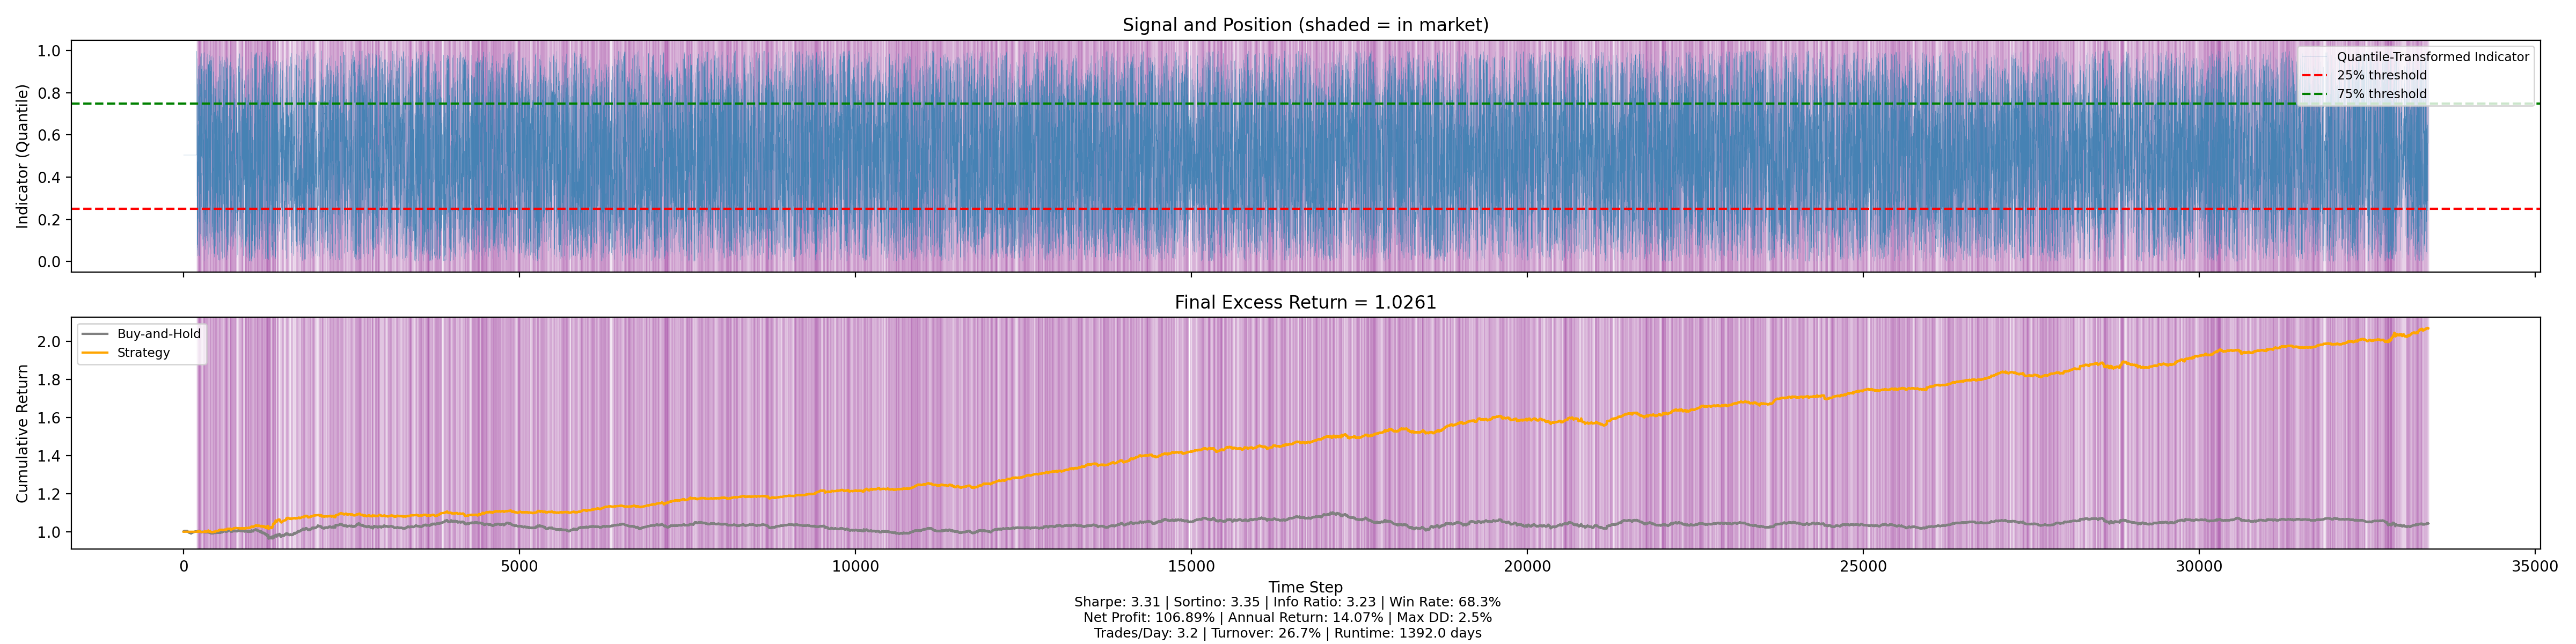 Signal and Position (shaded = in market)
Indicator (Quantile)
1.0
0.8
0.6
0.4
0.2
0.0
Quantile-Transformed Indicator
25% threshold
75% threshold
Final Excess Return = 1.0261
Cumulative Return
2.0
1.8
1.6
1.4
1.2
1.0
Buy-and-Hold
Strategy
0 5000 10000 15000 20000 25000 30000 35000
Time Step
Sharpe: 3.31 | Sortino: 3.35 | Info Ratio: 3.23 | Win Rate: 68.3%
Net Profit: 106.89% | Annual Return: 14.07% | Max DD: 2.5%
Trades/Day: 3.2 | Turnover: 26.7% | Runtime: 1392.0 days